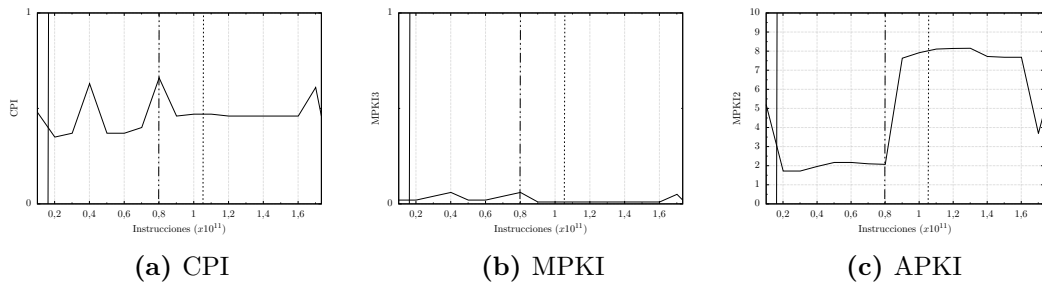 1
CPI
0
0,2 0,4 0,6 0,8 1 1,2 1,4 1,6
Instrucciones (x10^11)
(a) CPI
1
MPKI3
0
0,2 0,4 0,6 0,8 1 1,2 1,4 1,6
Instrucciones (x10^11)
(b) MPKI
10
9
8
7
6
5
4
3
2
1
0
MPKI2
0,2 0,4 0,6 0,8 1 1,2 1,4 1,6
Instrucciones (x10^11)
(c) APKI